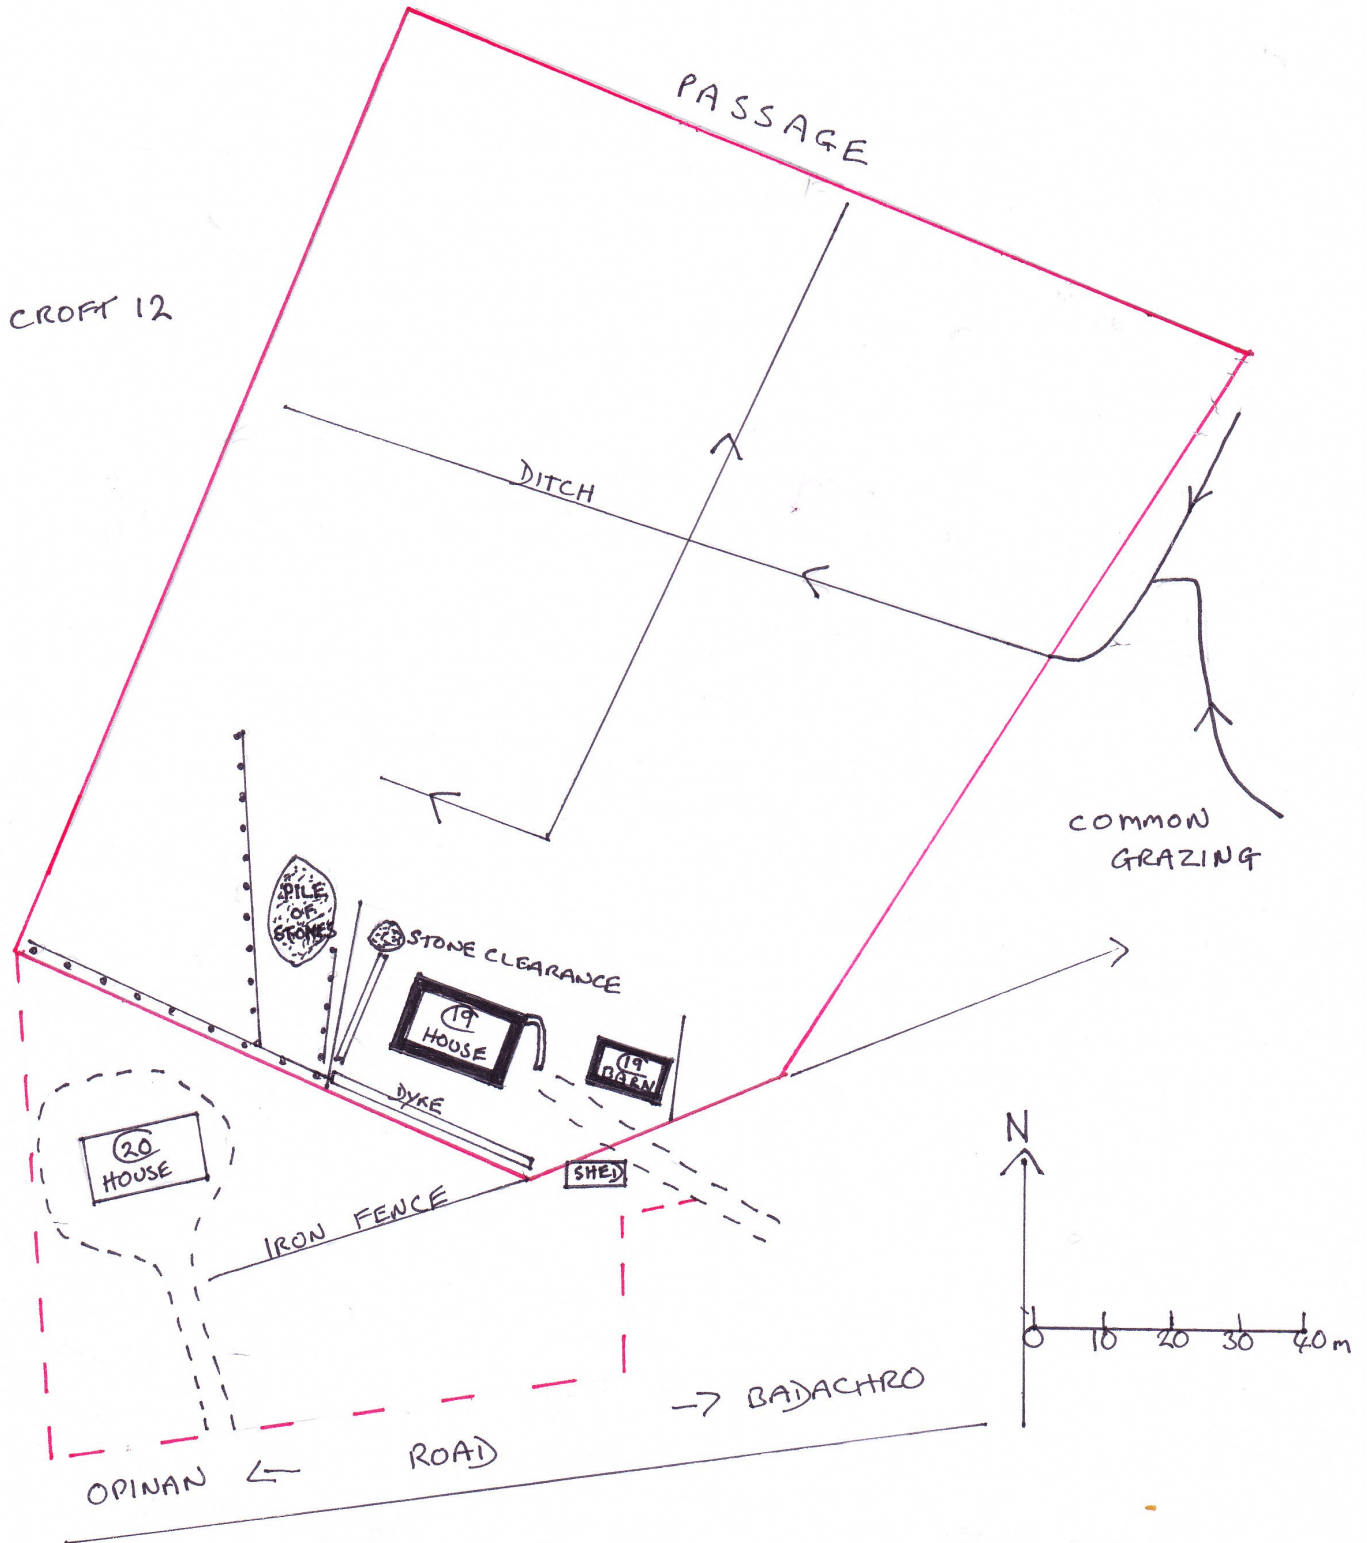 PASSAGE
CROFT 12
DITCH
COMMON
GRAZING
PILE
OF
STONES
STONE CLEARANCE
19
HOUSE
19
BARN
DYKE
20
HOUSE
SHED
IRON FENCE
N
0 10 20 30 40 m
→ BADACHRO
ROAD
OPINAN ←